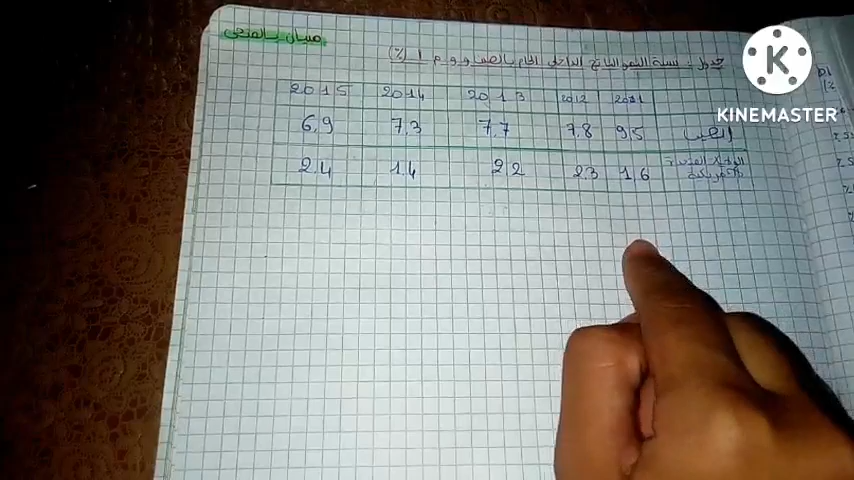 مبيان بالمنحنى
جدول: نسبة النمو الناتج الداخلي الخام بالصين و و م ا (%)
2011 2012 2013 2014 2015
الصين 9,5 7,8 7,7 7,3 6,9
الولايات المتحدة الأمريكية 1,6 2,3 2,2 1,4 2,4
K
KINEMASTER